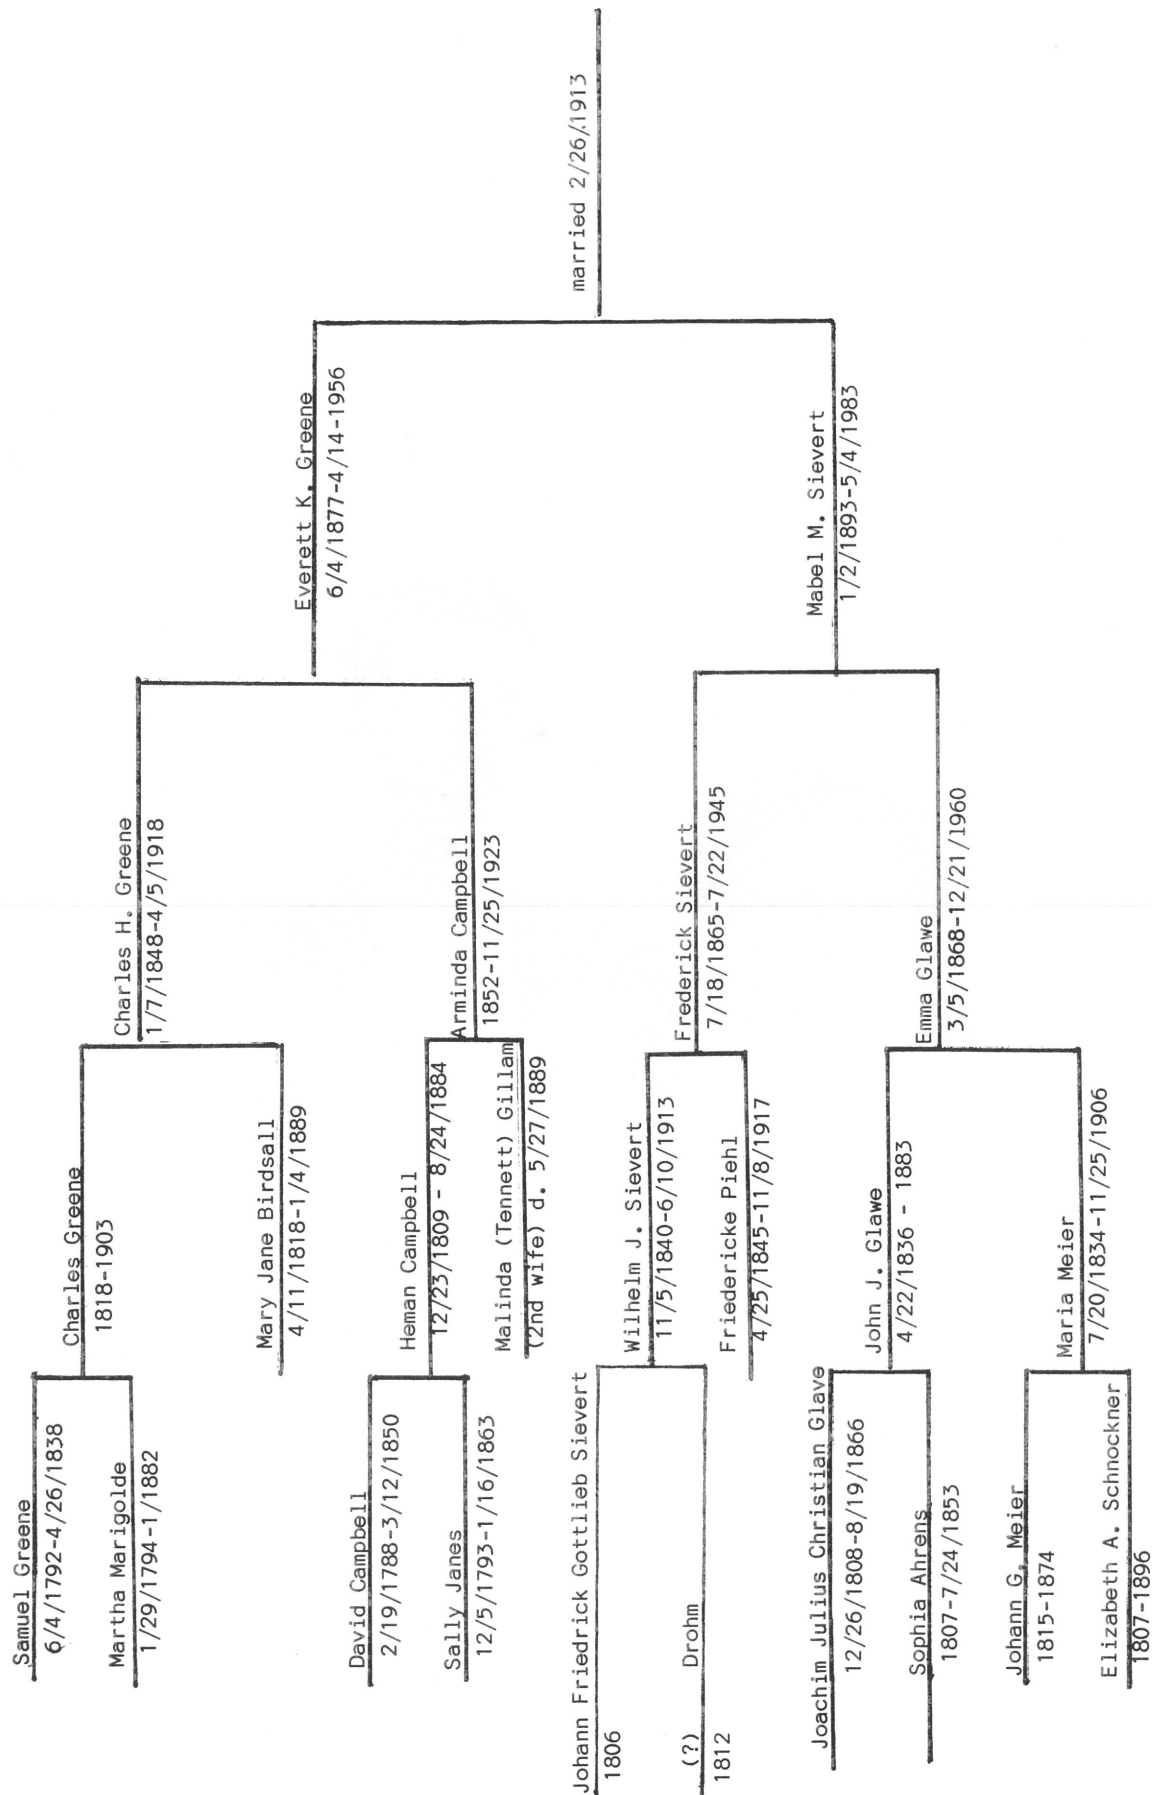 Samuel Greene
6/4/1792-4/26/1838
Martha Marigolde
1/29/1794-1/1882
Charles Greene
1818-1903
Mary Jane Birdsall
4/11/1818-1/4/1889
Charles H. Greene
1/7/1848-4/5/1918
David Campbell
2/19/1788-3/12/1850
Sally Janes
12/5/1793-1/16/1863
Heman Campbell
12/23/1809 - 8/24/1884
Malinda (Tennett) Gillam
(2nd wife) d. 5/27/1889
Arminda Campbell
1852-11/25/1923
Everett K. Greene
6/4/1877-4/14-1956
married 2/26/1913
Johann Friedrick Gottlieb Sievert
1806
(?) Drohm
1812
Wilhelm J. Sievert
11/5/1840-6/10/1913
Friedericke Piehl
4/25/1845-11/8/1917
Frederick Sievert
7/18/1865-7/22/1945
Mabel M. Sievert
1/2/1893-5/4/1983
Joachim Julius Christian Glave
12/26/1808-8/19/1866
Sophia Ahrens
1807-7/24/1853
John J. Glawe
4/22/1836 - 1883
Johann G. Meier
1815-1874
Elizabeth A. Schnockner
1807-1896
Maria Meier
7/20/1834-11/25/1906
Emma Glawe
3/5/1868-12/21/1960